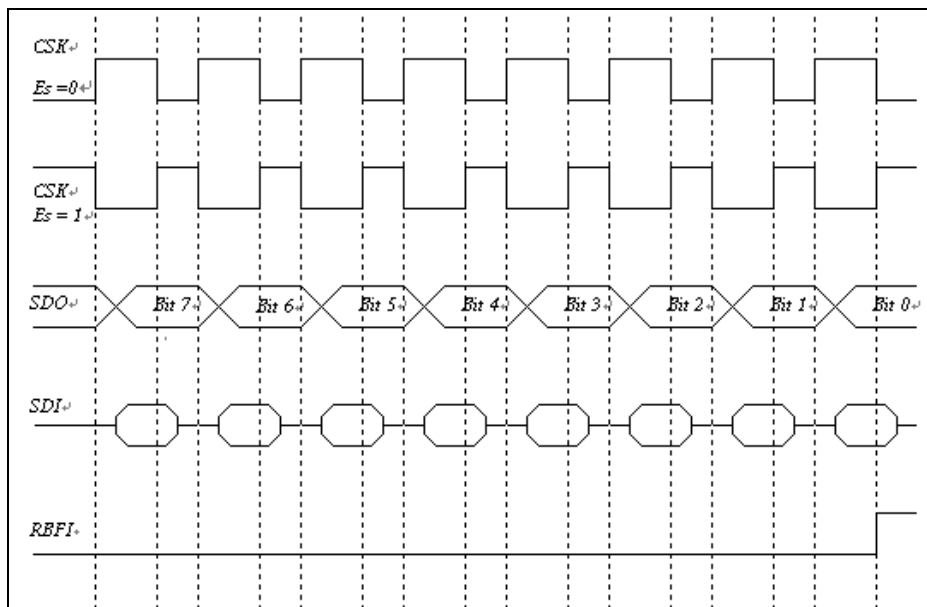 CSK↵
Es =0↵
CSK↵
Es = 1↵
SDO↵ Bit 7↵ Bit 6↵ Bit 5↵ Bit 4↵ Bit 3↵ Bit 2↵ Bit 1↵ Bit 0↵
SDI↵
RBFI↵